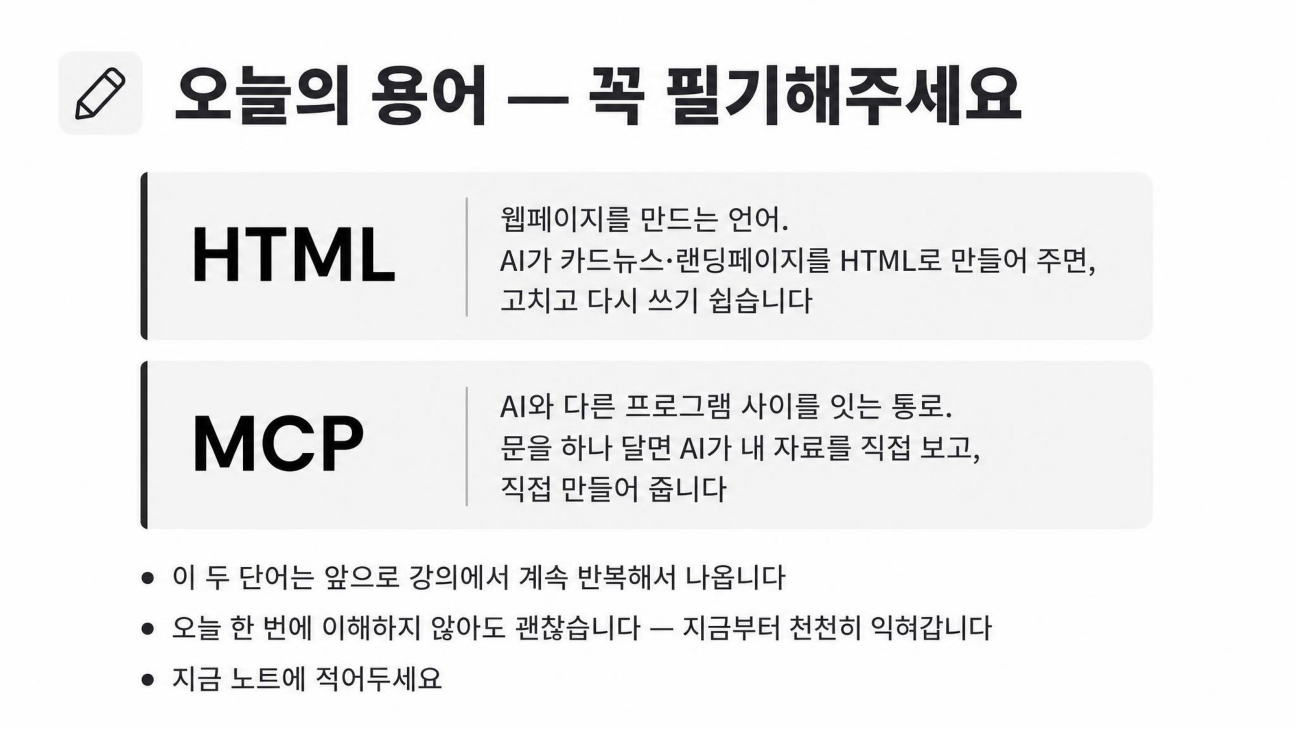 오늘의 용어 — 꼭 필기해주세요
HTML
웹페이지를 만드는 언어.
AI가 카드뉴스·랜딩페이지를 HTML로 만들어 주면,
고치고 다시 쓰기 쉽습니다
MCP
AI와 다른 프로그램 사이를 잇는 통로.
문을 하나 달면 AI가 내 자료를 직접 보고,
직접 만들어 줍니다
● 이 두 단어는 앞으로 강의에서 계속 반복해서 나옵니다
● 오늘 한 번에 이해하지 않아도 괜찮습니다 — 지금부터 천천히 익혀갑니다
● 지금 노트에 적어두세요